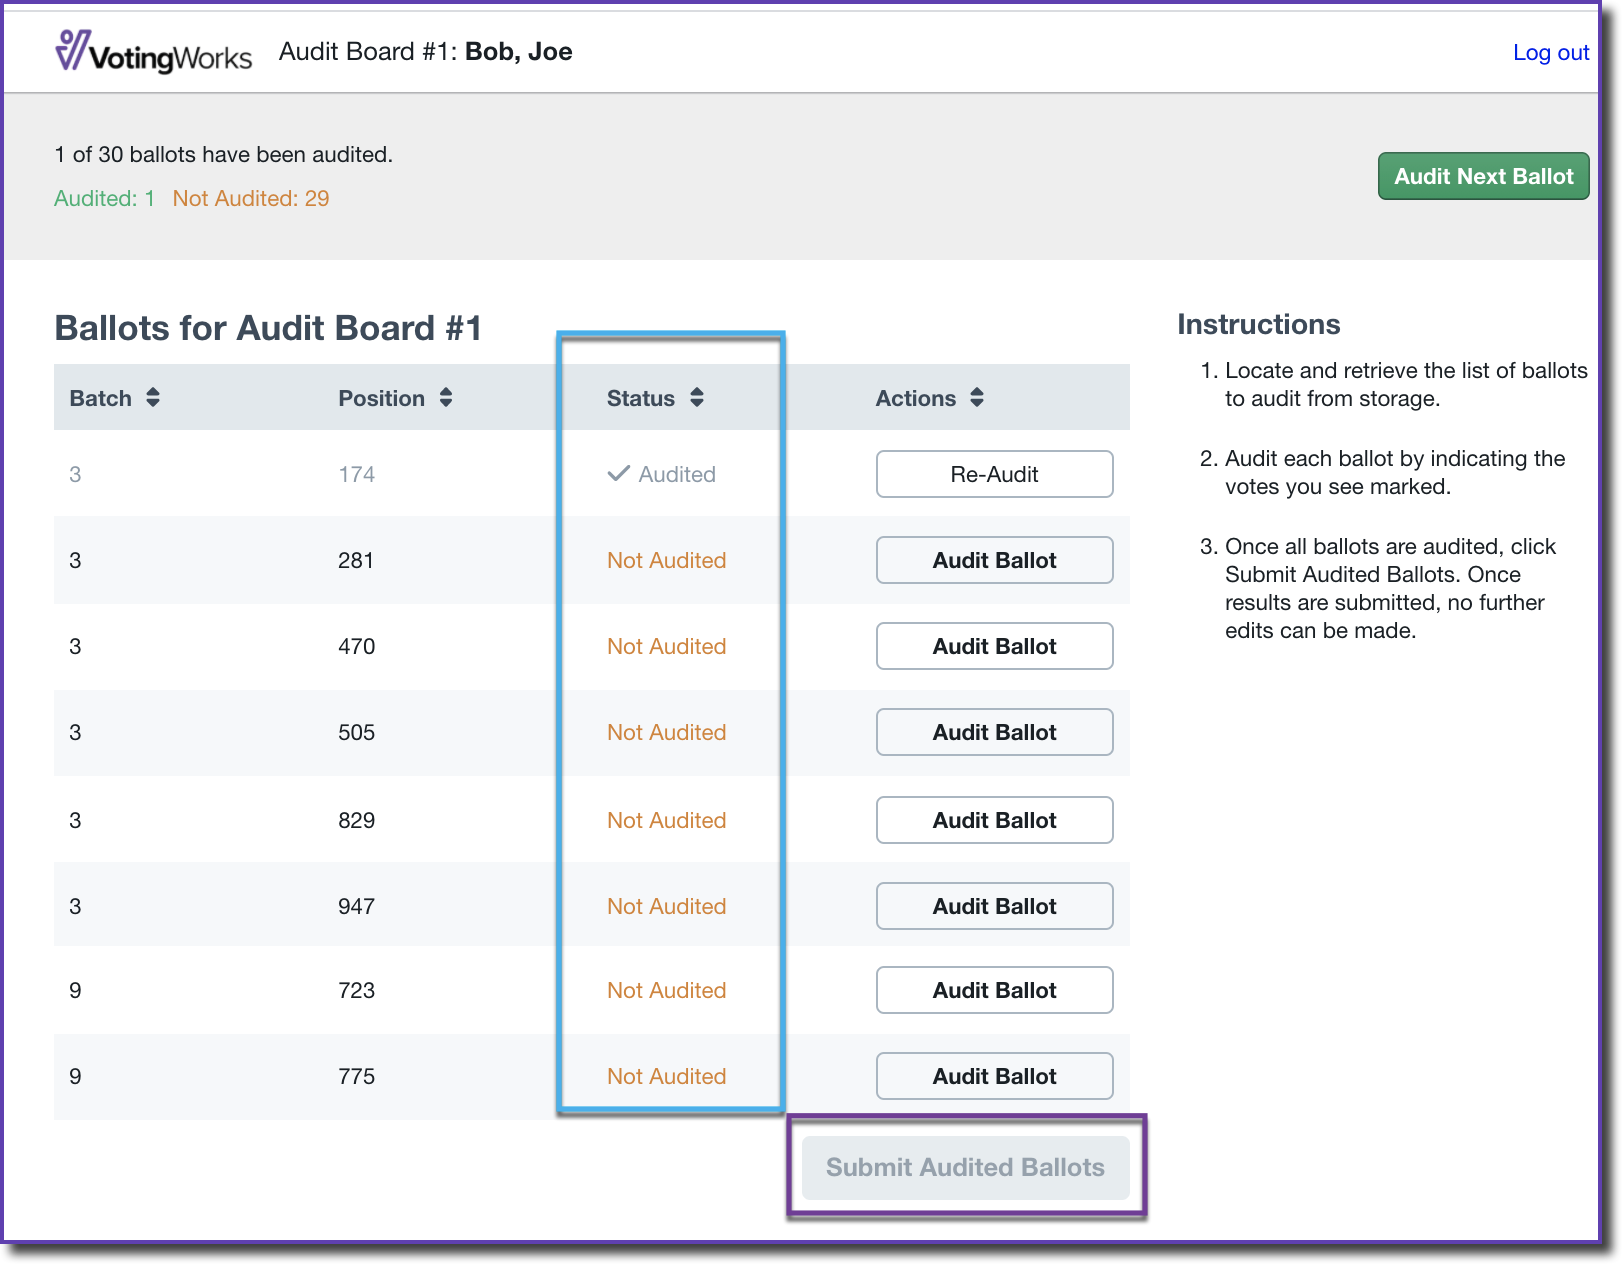 VotingWorks Audit Board #1: Bob, Joe Log out
1 of 30 ballots have been audited.
Audited: 1 Not Audited: 29
Audit Next Ballot
Ballots for Audit Board #1
Batch Position Status Actions
3 174 Audited Re-Audit
3 281 Not Audited Audit Ballot
3 470 Not Audited Audit Ballot
3 505 Not Audited Audit Ballot
3 829 Not Audited Audit Ballot
3 947 Not Audited Audit Ballot
9 723 Not Audited Audit Ballot
9 775 Not Audited Audit Ballot
Submit Audited Ballots
Instructions
1. Locate and retrieve the list of ballots
to audit from storage.
2. Audit each ballot by indicating the
votes you see marked.
3. Once all ballots are audited, click
Submit Audited Ballots. Once
results are submitted, no further
edits can be made.